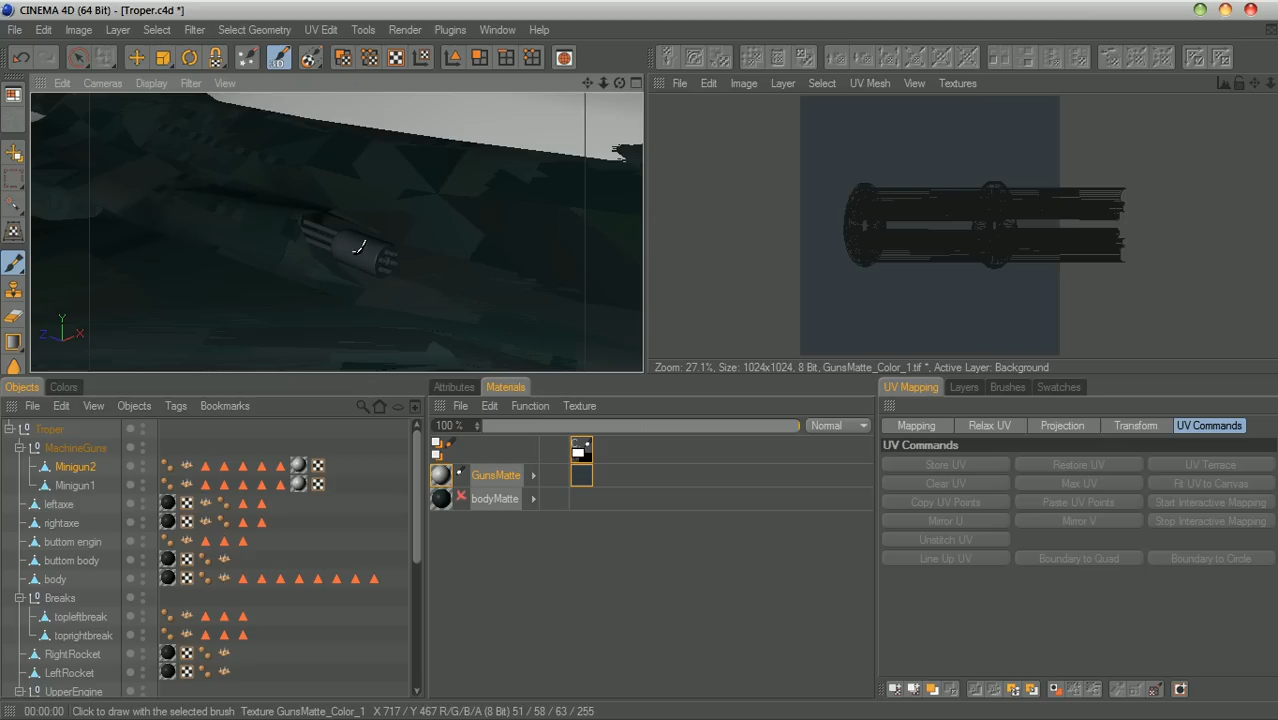 CINEMA 4D (64 Bit) - [Troper.c4d *]
File Edit Image Layer Select Filter Select Geometry UV Edit Tools Render Plugins Window Help
3D
Edit Cameras Display Filter View
File Edit Image Layer Select UV Mesh View Textures
Y
Z X
Zoom: 27.1%, Size: 1024x1024, 8 Bit, GunsMatte_Color_1.tif *, Active Layer: Background
Objects Colors
Attributes Materials
UV Mapping Layers Brushes Swatches
File Edit View Objects Tags Bookmarks
File Edit Function Texture
100 % Normal
Mapping Relax UV Projection Transform UV Commands
Troper
MachineGuns
Minigun2
Minigun1
leftaxe
rightaxe
buttom engin
buttom body
body
Breaks
topleftbreak
toprightbreak
RightRocket
LeftRocket
UpperEngine
C..
GunsMatte
bodyMatte
UV Commands
Store UV Restore UV UV Terrace
Clear UV Max UV Fit UV to Canvas
Copy UV Points Paste UV Points Start Interactive Mapping
Mirror U Mirror V Stop Interactive Mapping
Unstitch UV
Line Up UV Boundary to Quad Boundary to Circle
00:00:00 Click to draw with the selected brush Texture GunsMatte_Color_1 X 717 / Y 467 R/G/B/A (8 Bit) 51 / 58 / 63 / 255